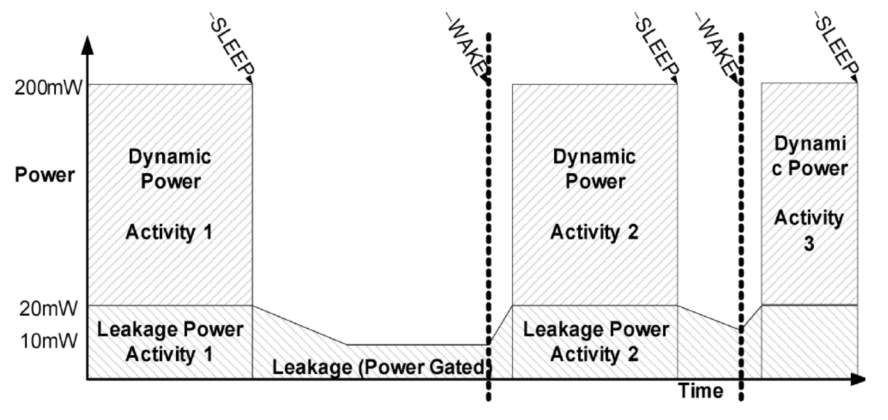 ~SLEEP
~WAKE
~SLEEP
~WAKE
~SLEEP
200mW
Power
20mW
10mW
Dynamic
Power
Activity 1
Dynamic
Power
Activity 2
Dynami
c Power
Activity
3
Leakage Power
Activity 1
Leakage (Power Gated)
Leakage Power
Activity 2
Time